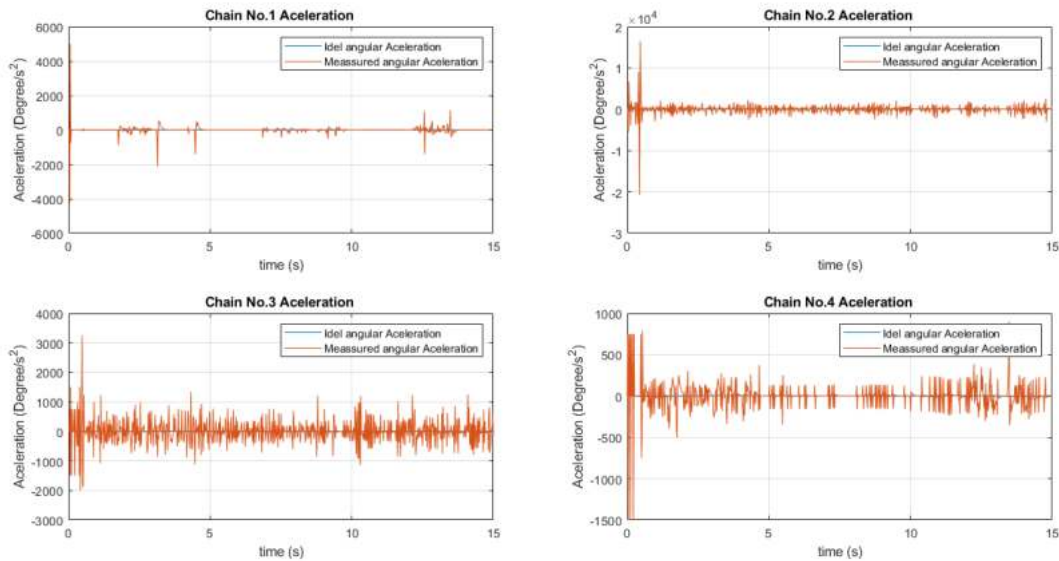 Chain No.1 Aceleration
6000
4000
2000
0
-2000
-4000
-6000
Aceleration (Degree/s²)
Idel angular Aceleration
Meassured angular Aceleration
0 5 10 15
time (s)
Chain No.2 Aceleration
× 10⁴
2
1
0
-1
-2
-3
Aceleration (Degree/s²)
Idel angular Aceleration
Meassured angular Aceleration
0 5 10 15
time (s)
Chain No.3 Aceleration
4000
3000
2000
1000
0
-1000
-2000
-3000
Aceleration (Degree/s²)
Idel angular Aceleration
Meassured angular Aceleration
0 5 10 15
time (s)
Chain No.4 Aceleration
1000
500
0
-500
-1000
-1500
Aceleration (Degree/s²)
Idel angular Aceleration
Meassured angular Aceleration
0 5 10 15
time (s)